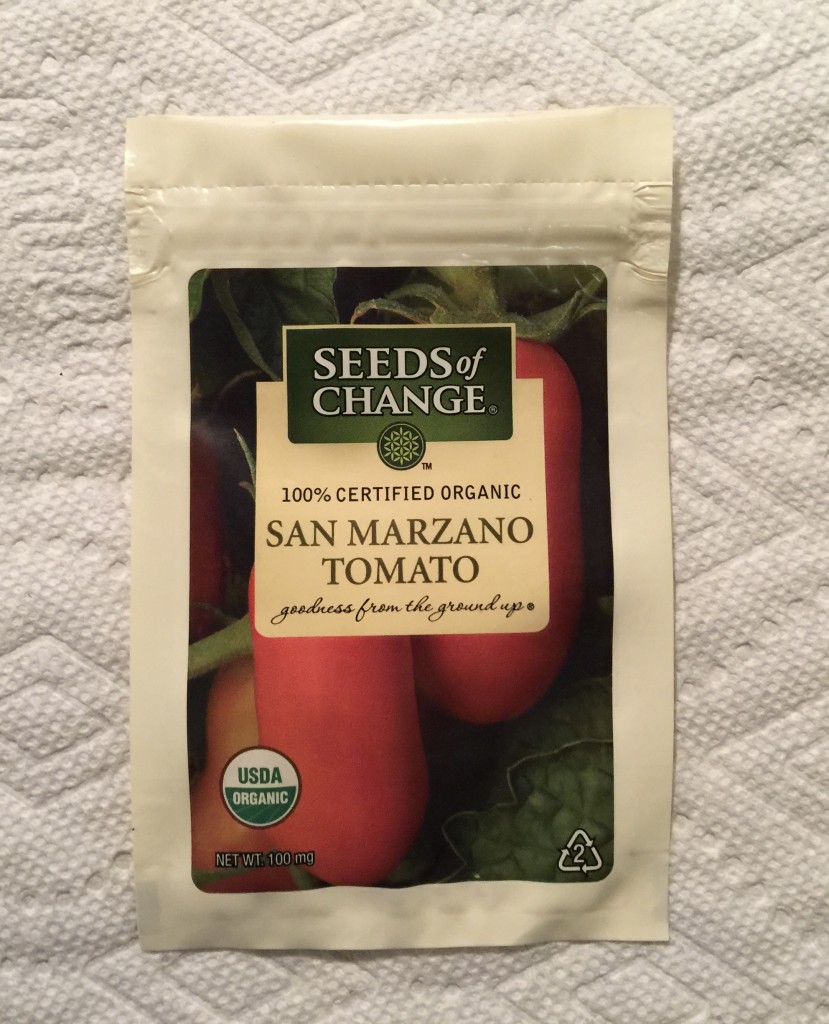 SEEDS of
CHANGE®
™
100% CERTIFIED ORGANIC
SAN MARZANO
TOMATO
goodness from the ground up®
USDA
ORGANIC
NET WT. 100 mg
2